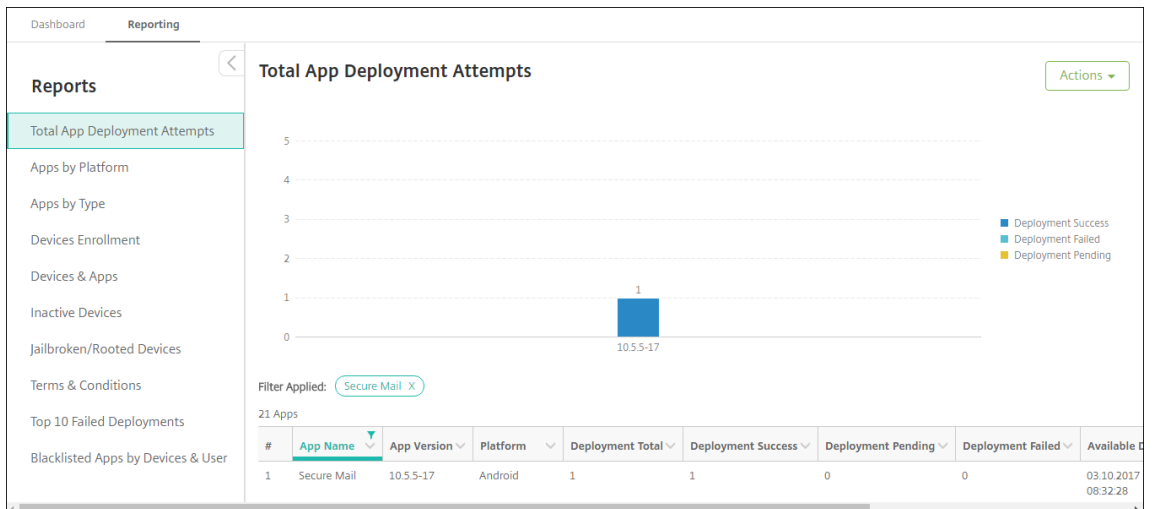 Dashboard Reporting
Reports
Total App Deployment Attempts
Apps by Platform
Apps by Type
Devices Enrollment
Devices & Apps
Inactive Devices
Jailbroken/Rooted Devices
Terms & Conditions
Top 10 Failed Deployments
Blacklisted Apps by Devices & User
Total App Deployment Attempts
Actions
5
4
3
2
1
0
1
10.5.5-17
Deployment Success
Deployment Failed
Deployment Pending
Filter Applied: Secure Mail X
21 Apps
# App Name App Version Platform Deployment Total Deployment Success Deployment Pending Deployment Failed Available D
1 Secure Mail 10.5.5-17 Android 1 1 0 0 03.10.2017
08:32:28